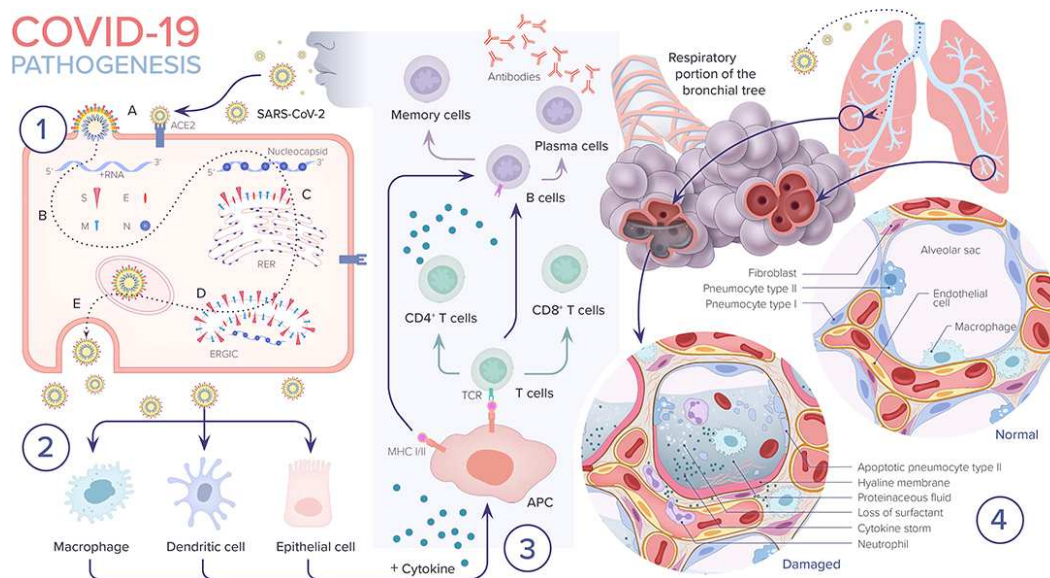 COVID-19
PATHOGENESIS
1
A
ACE2
SARS-CoV-2
5'
+RNA
3'
5'
Nucleocapsid
3'
S
E
M
N
B
C
RER
D
E
ERGIC
2
Macrophage
Dendritic cell
Epithelial cell
Antibodies
Memory cells
Plasma cells
B cells
CD4⁺ T cells
CD8⁺ T cells
TCR
T cells
MHC I/II
APC
+ Cytokine
3
Respiratory
portion of the
bronchial tree
Fibroblast
Pneumocyte type II
Pneumocyte type I
Alveolar sac
Endothelial
cell
Macrophage
Normal
Apoptotic pneumocyte type II
Hyaline membrane
Proteinaceous fluid
Loss of surfactant
Cytokine storm
Neutrophil
Damaged
4